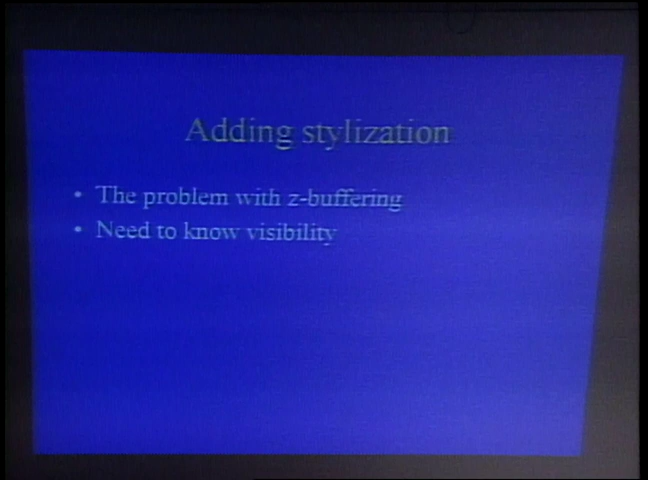 Adding stylization
• The problem with z-buffering
• Need to know visibility